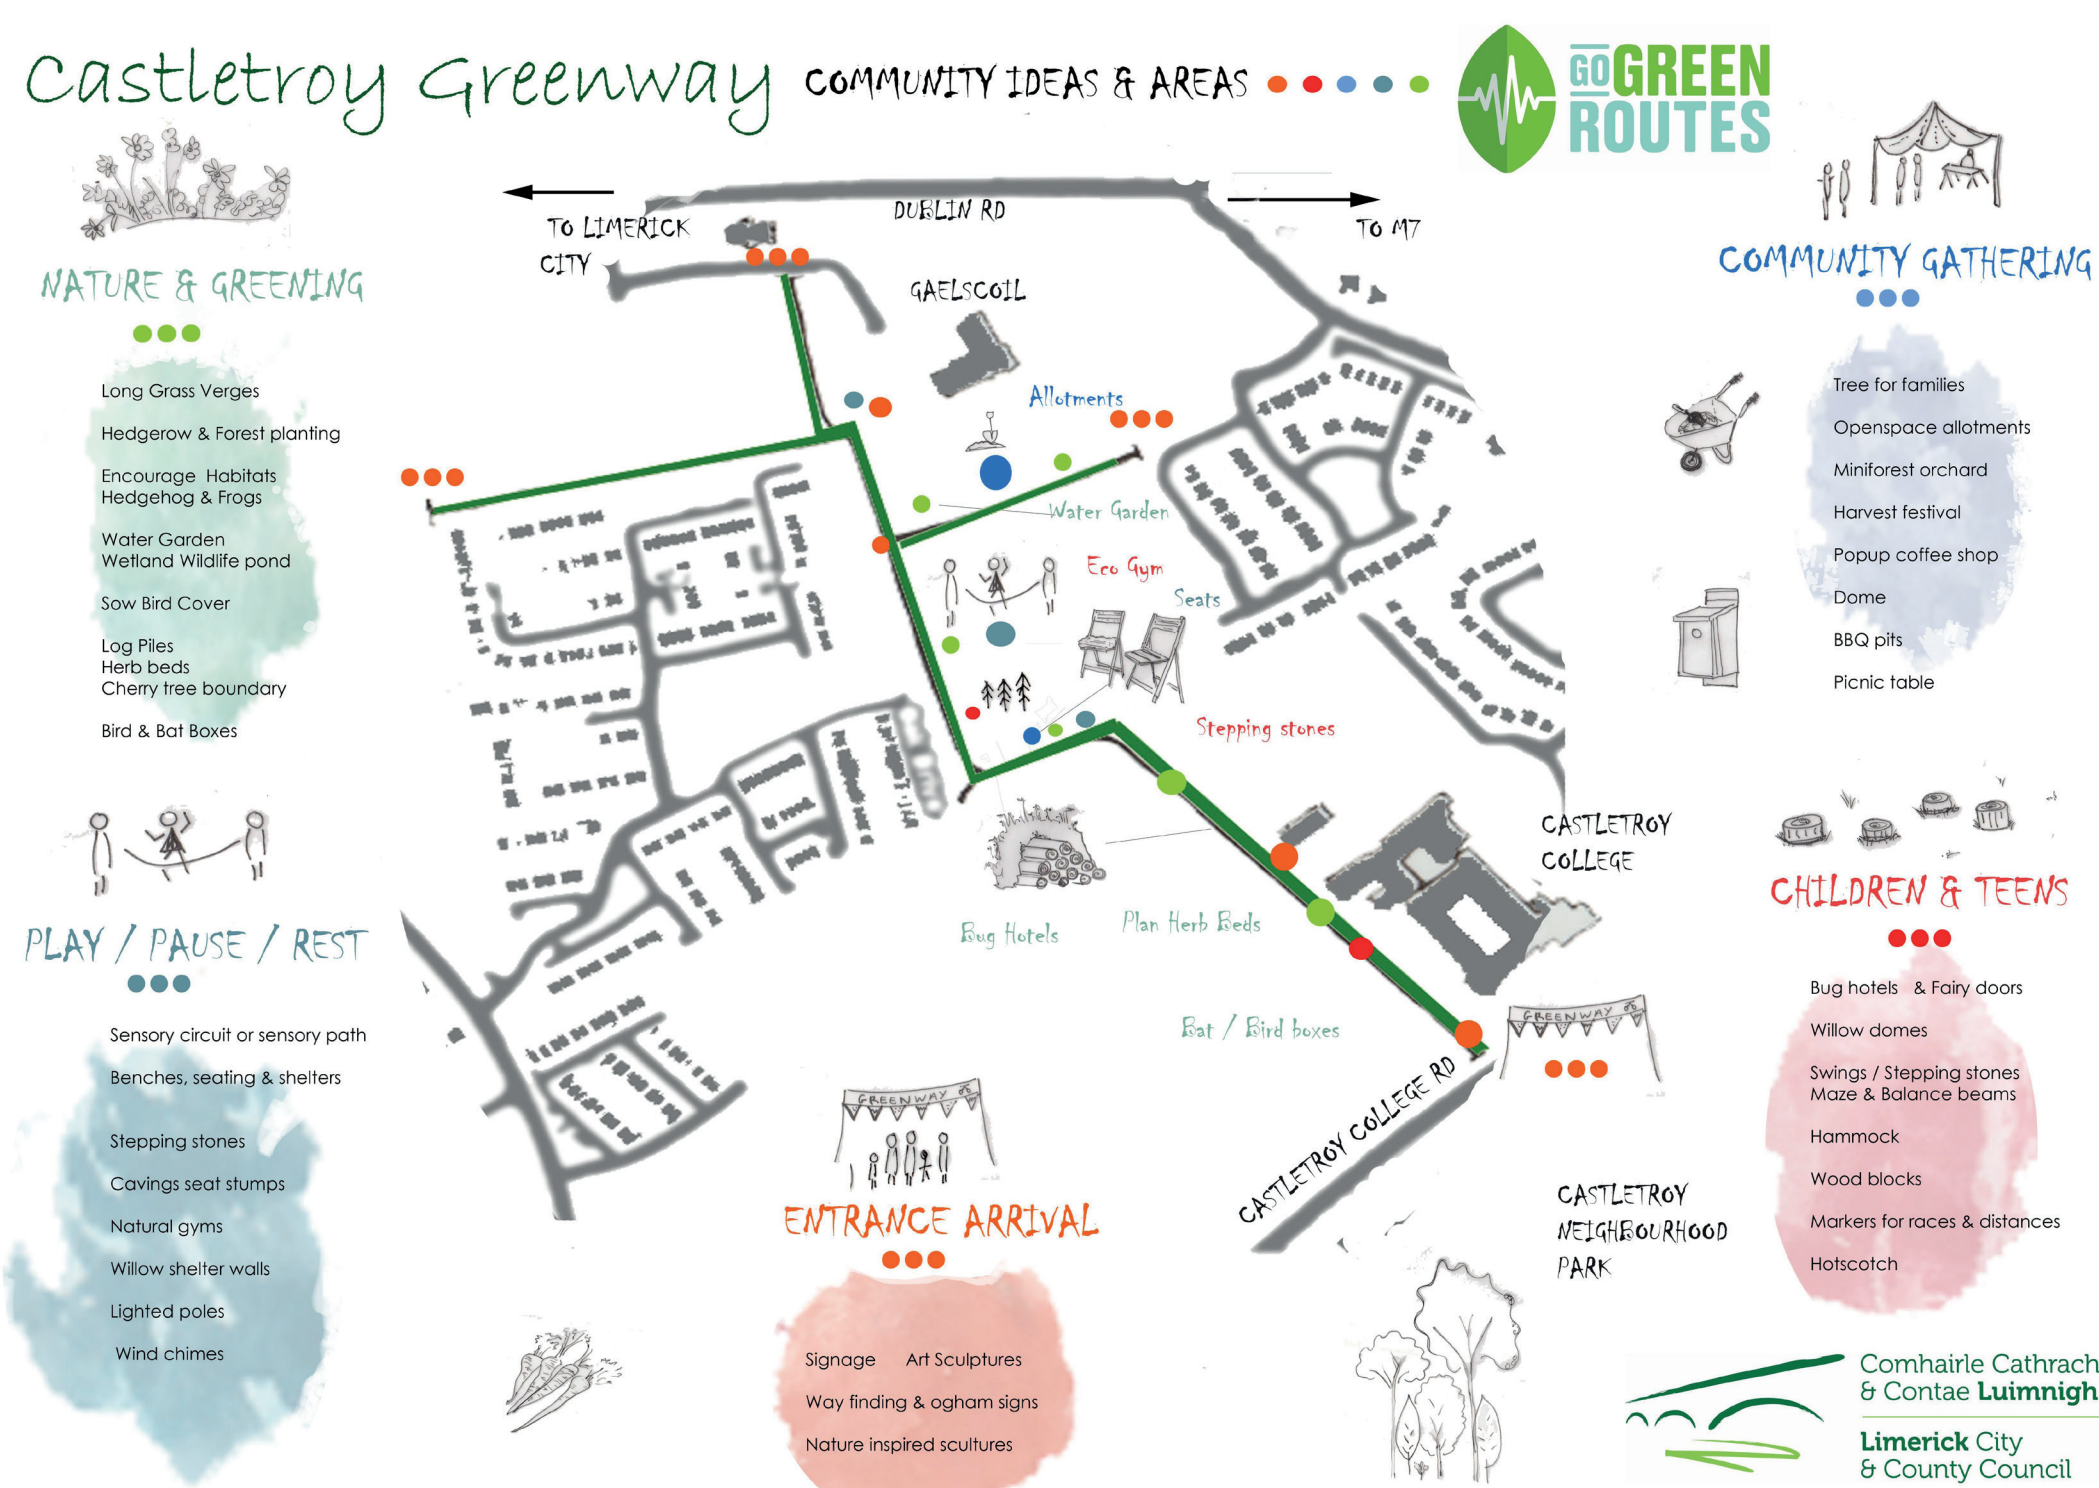 Castletroy Greenway COMMUNITY IDEAS & AREAS
GO GREEN
ROUTES
NATURE & GREENING
Long Grass Verges
Hedgerow & Forest planting
Encourage Habitats
Hedgehog & Frogs
Water Garden
Wetland Wildlife pond
Sow Bird Cover
Log Piles
Herb beds
Cherry tree boundary
Bird & Bat Boxes
PLAY / PAUSE / REST
Sensory circuit or sensory path
Benches, seating & shelters
Stepping stones
Cavings seat stumps
Natural gyms
Willow shelter walls
Lighted poles
Wind chimes
TO LIMERICK
CITY
DUBLIN RD
TO M7
GAELSCOIL
Allotments
Water Garden
Eco Gym
Seats
Stepping stones
CASTLETROY
COLLEGE
Bug Hotels
Plan Herb Beds
Bat / Bird boxes
GREENWAY
CASTLETROY COLLEGE RD
CASTLETROY
NEIGHBOURHOOD
PARK
GREENWAY
ENTRANCE ARRIVAL
Signage Art Sculptures
Way finding & ogham signs
Nature inspired scultures
COMMUNITY GATHERING
Tree for families
Openspace allotments
Miniforest orchard
Harvest festival
Popup coffee shop
Dome
BBQ pits
Picnic table
CHILDREN & TEENS
Bug hotels & Fairy doors
Willow domes
Swings / Stepping stones
Maze & Balance beams
Hammock
Wood blocks
Markers for races & distances
Hotscotch
Comhairle Cathrach
& Contae Luimnigh
Limerick City
& County Council